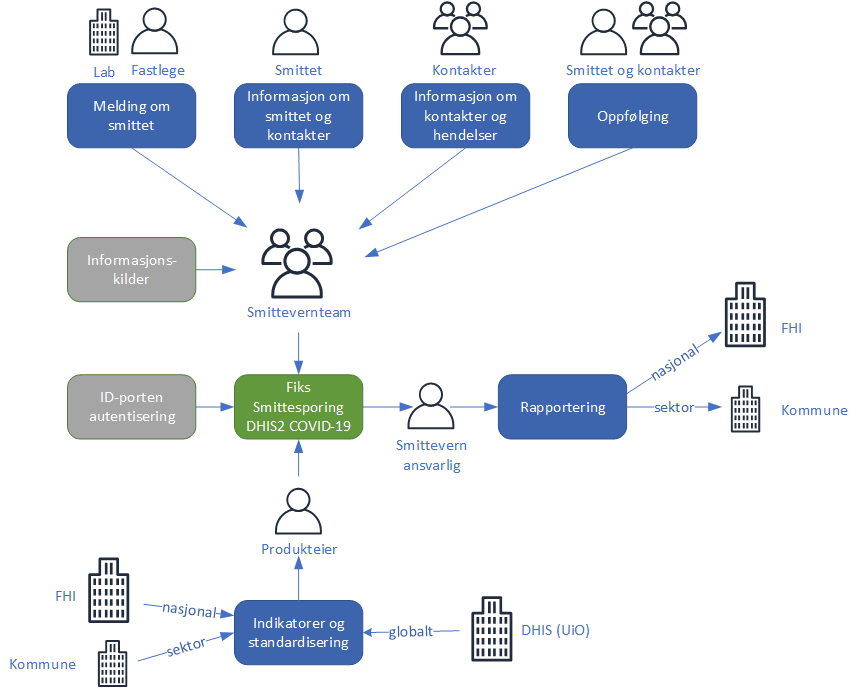 Lab
Fastlege
Smittet
Kontakter
Smittet og kontakter
Melding om
smittet
Informasjon om
smittet og
kontakter
Informasjon om
kontakter og
hendelser
Oppfølging
Informasjons-
kilder
Smittevernteam
FHI
nasjonal
ID-porten
autentisering
Fiks
Smittesporing
DHIS2 COVID-19
Smittevern
ansvarlig
Rapportering
sektor
Kommune
Produkteier
FHI
nasjonal
Indikatorer og
standardisering
globalt
DHIS (UiO)
sektor
Kommune